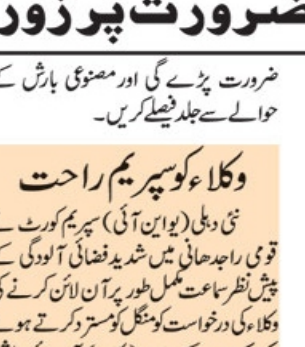 ضرورت پر زور
ضرورت پڑے گی اور مصنوعی بارش کے
حوالے سے جلد فیصلے کریں۔
وکلاء کو سپریم راحت
نئی دہلی (یو این آئی) سپریم کورٹ نے
قومی راجدھانی میں شدید فضائی آلودگی کے
پیش نظر سماعت مکمل طور پر آن لائن کرنے کی
وکلاء کی درخواست کو منگل کو مسترد کرتے ہوئے